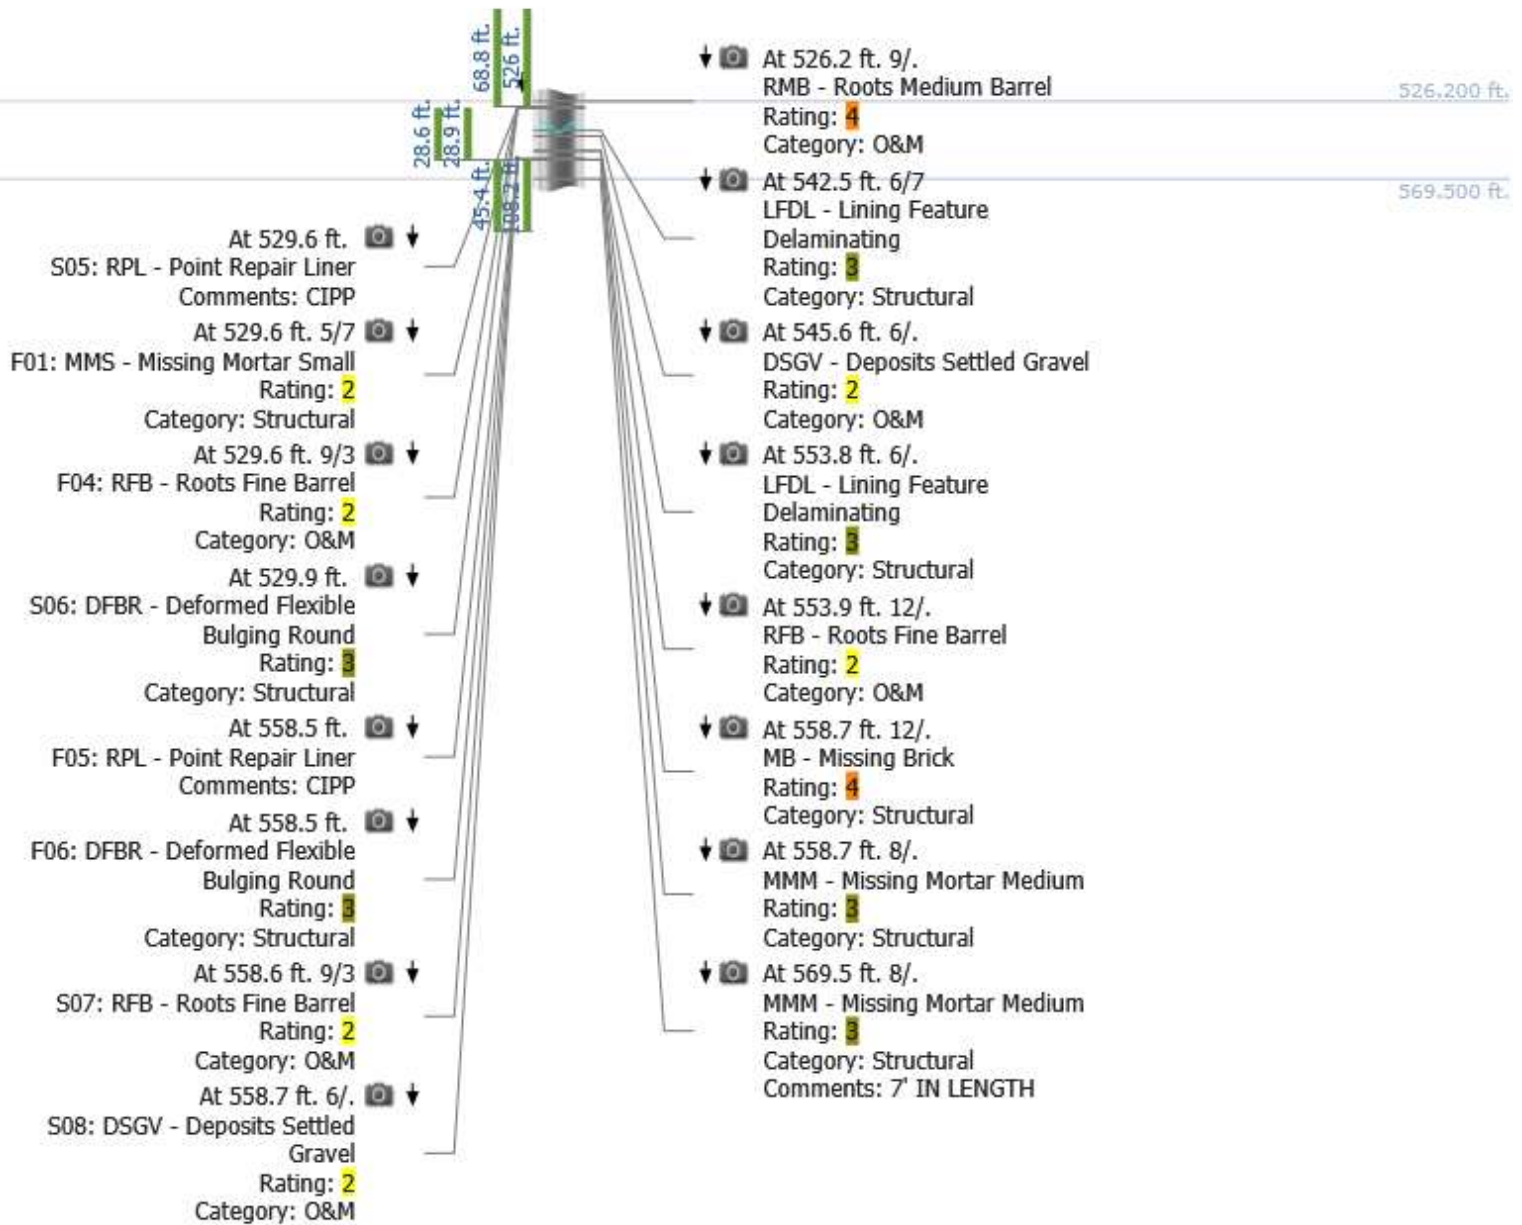 68.8 ft.
526 ft.
28.6 ft.
28.9 ft.
45.4 ft.
108.2 ft.
526.200 ft.
569.500 ft.
At 529.6 ft.
S05: RPL - Point Repair Liner
Comments: CIPP
At 529.6 ft. 5/7
F01: MMS - Missing Mortar Small
Rating: 2
Category: Structural
At 529.6 ft. 9/3
F04: RFB - Roots Fine Barrel
Rating: 2
Category: O&M
At 529.9 ft.
S06: DFBR - Deformed Flexible
Bulging Round
Rating: 3
Category: Structural
At 558.5 ft.
F05: RPL - Point Repair Liner
Comments: CIPP
At 558.5 ft.
F06: DFBR - Deformed Flexible
Bulging Round
Rating: 3
Category: Structural
At 558.6 ft. 9/3
S07: RFB - Roots Fine Barrel
Rating: 2
Category: O&M
At 558.7 ft. 6/.
S08: DSGV - Deposits Settled
Gravel
Rating: 2
Category: O&M
At 526.2 ft. 9/.
RMB - Roots Medium Barrel
Rating: 4
Category: O&M
At 542.5 ft. 6/7
LFDL - Lining Feature
Delaminating
Rating: 3
Category: Structural
At 545.6 ft. 6/.
DSGV - Deposits Settled Gravel
Rating: 2
Category: O&M
At 553.8 ft. 6/.
LFDL - Lining Feature
Delaminating
Rating: 3
Category: Structural
At 553.9 ft. 12/.
RFB - Roots Fine Barrel
Rating: 2
Category: O&M
At 558.7 ft. 12/.
MB - Missing Brick
Rating: 4
Category: Structural
At 558.7 ft. 8/.
MMM - Missing Mortar Medium
Rating: 3
Category: Structural
At 569.5 ft. 8/.
MMM - Missing Mortar Medium
Rating: 3
Category: Structural
Comments: 7' IN LENGTH